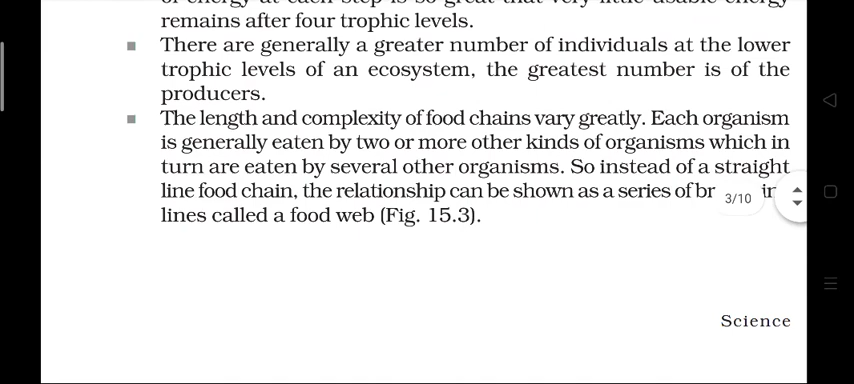 remains after four trophic levels.
There are generally a greater number of individuals at the lower
trophic levels of an ecosystem, the greatest number is of the
producers.
The length and complexity of food chains vary greatly. Each organism
is generally eaten by two or more other kinds of organisms which in
turn are eaten by several other organisms. So instead of a straight
line food chain, the relationship can be shown as a series of
3/10
lines called a food web (Fig. 15.3).
Science